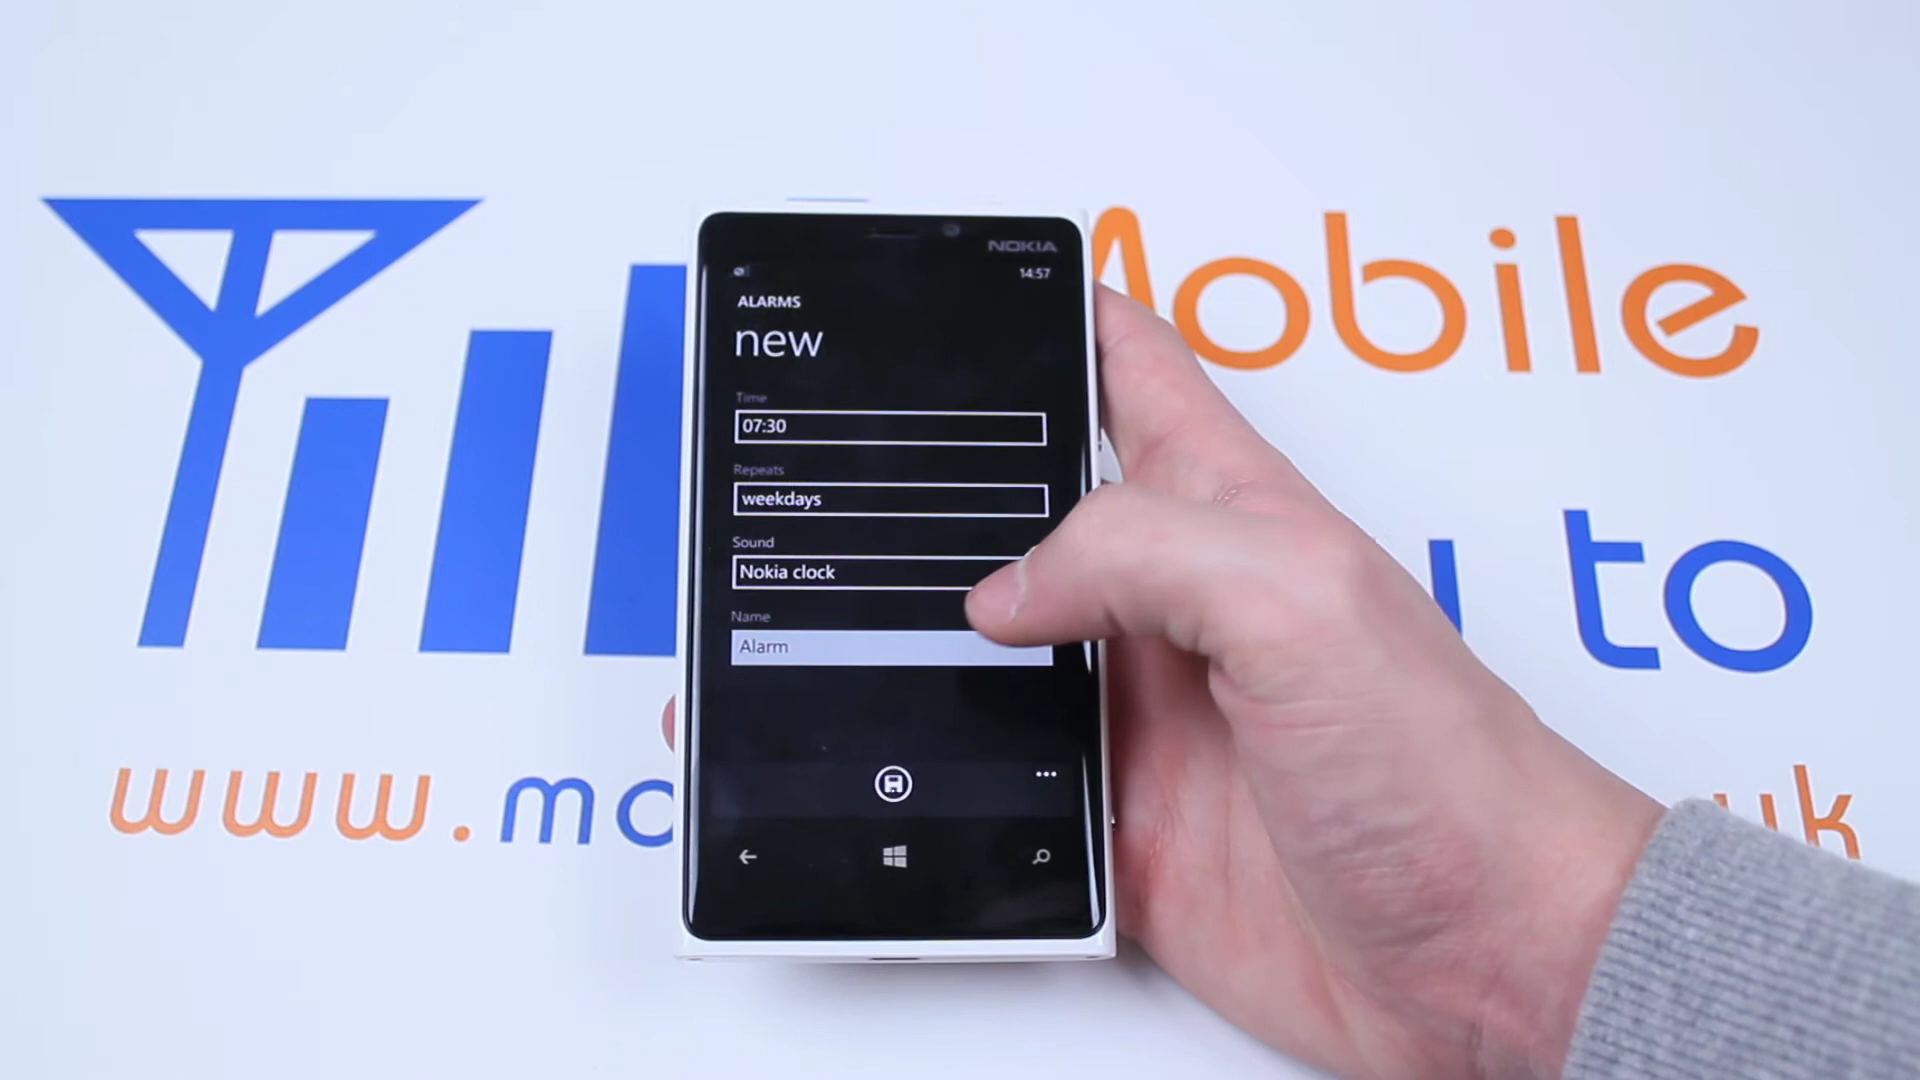 Mobile
to
www.mo
uk
NOKIA
14:57
ALARMS
new
Time
07:30
Repeats
weekdays
Sound
Nokia clock
Name
Alarm